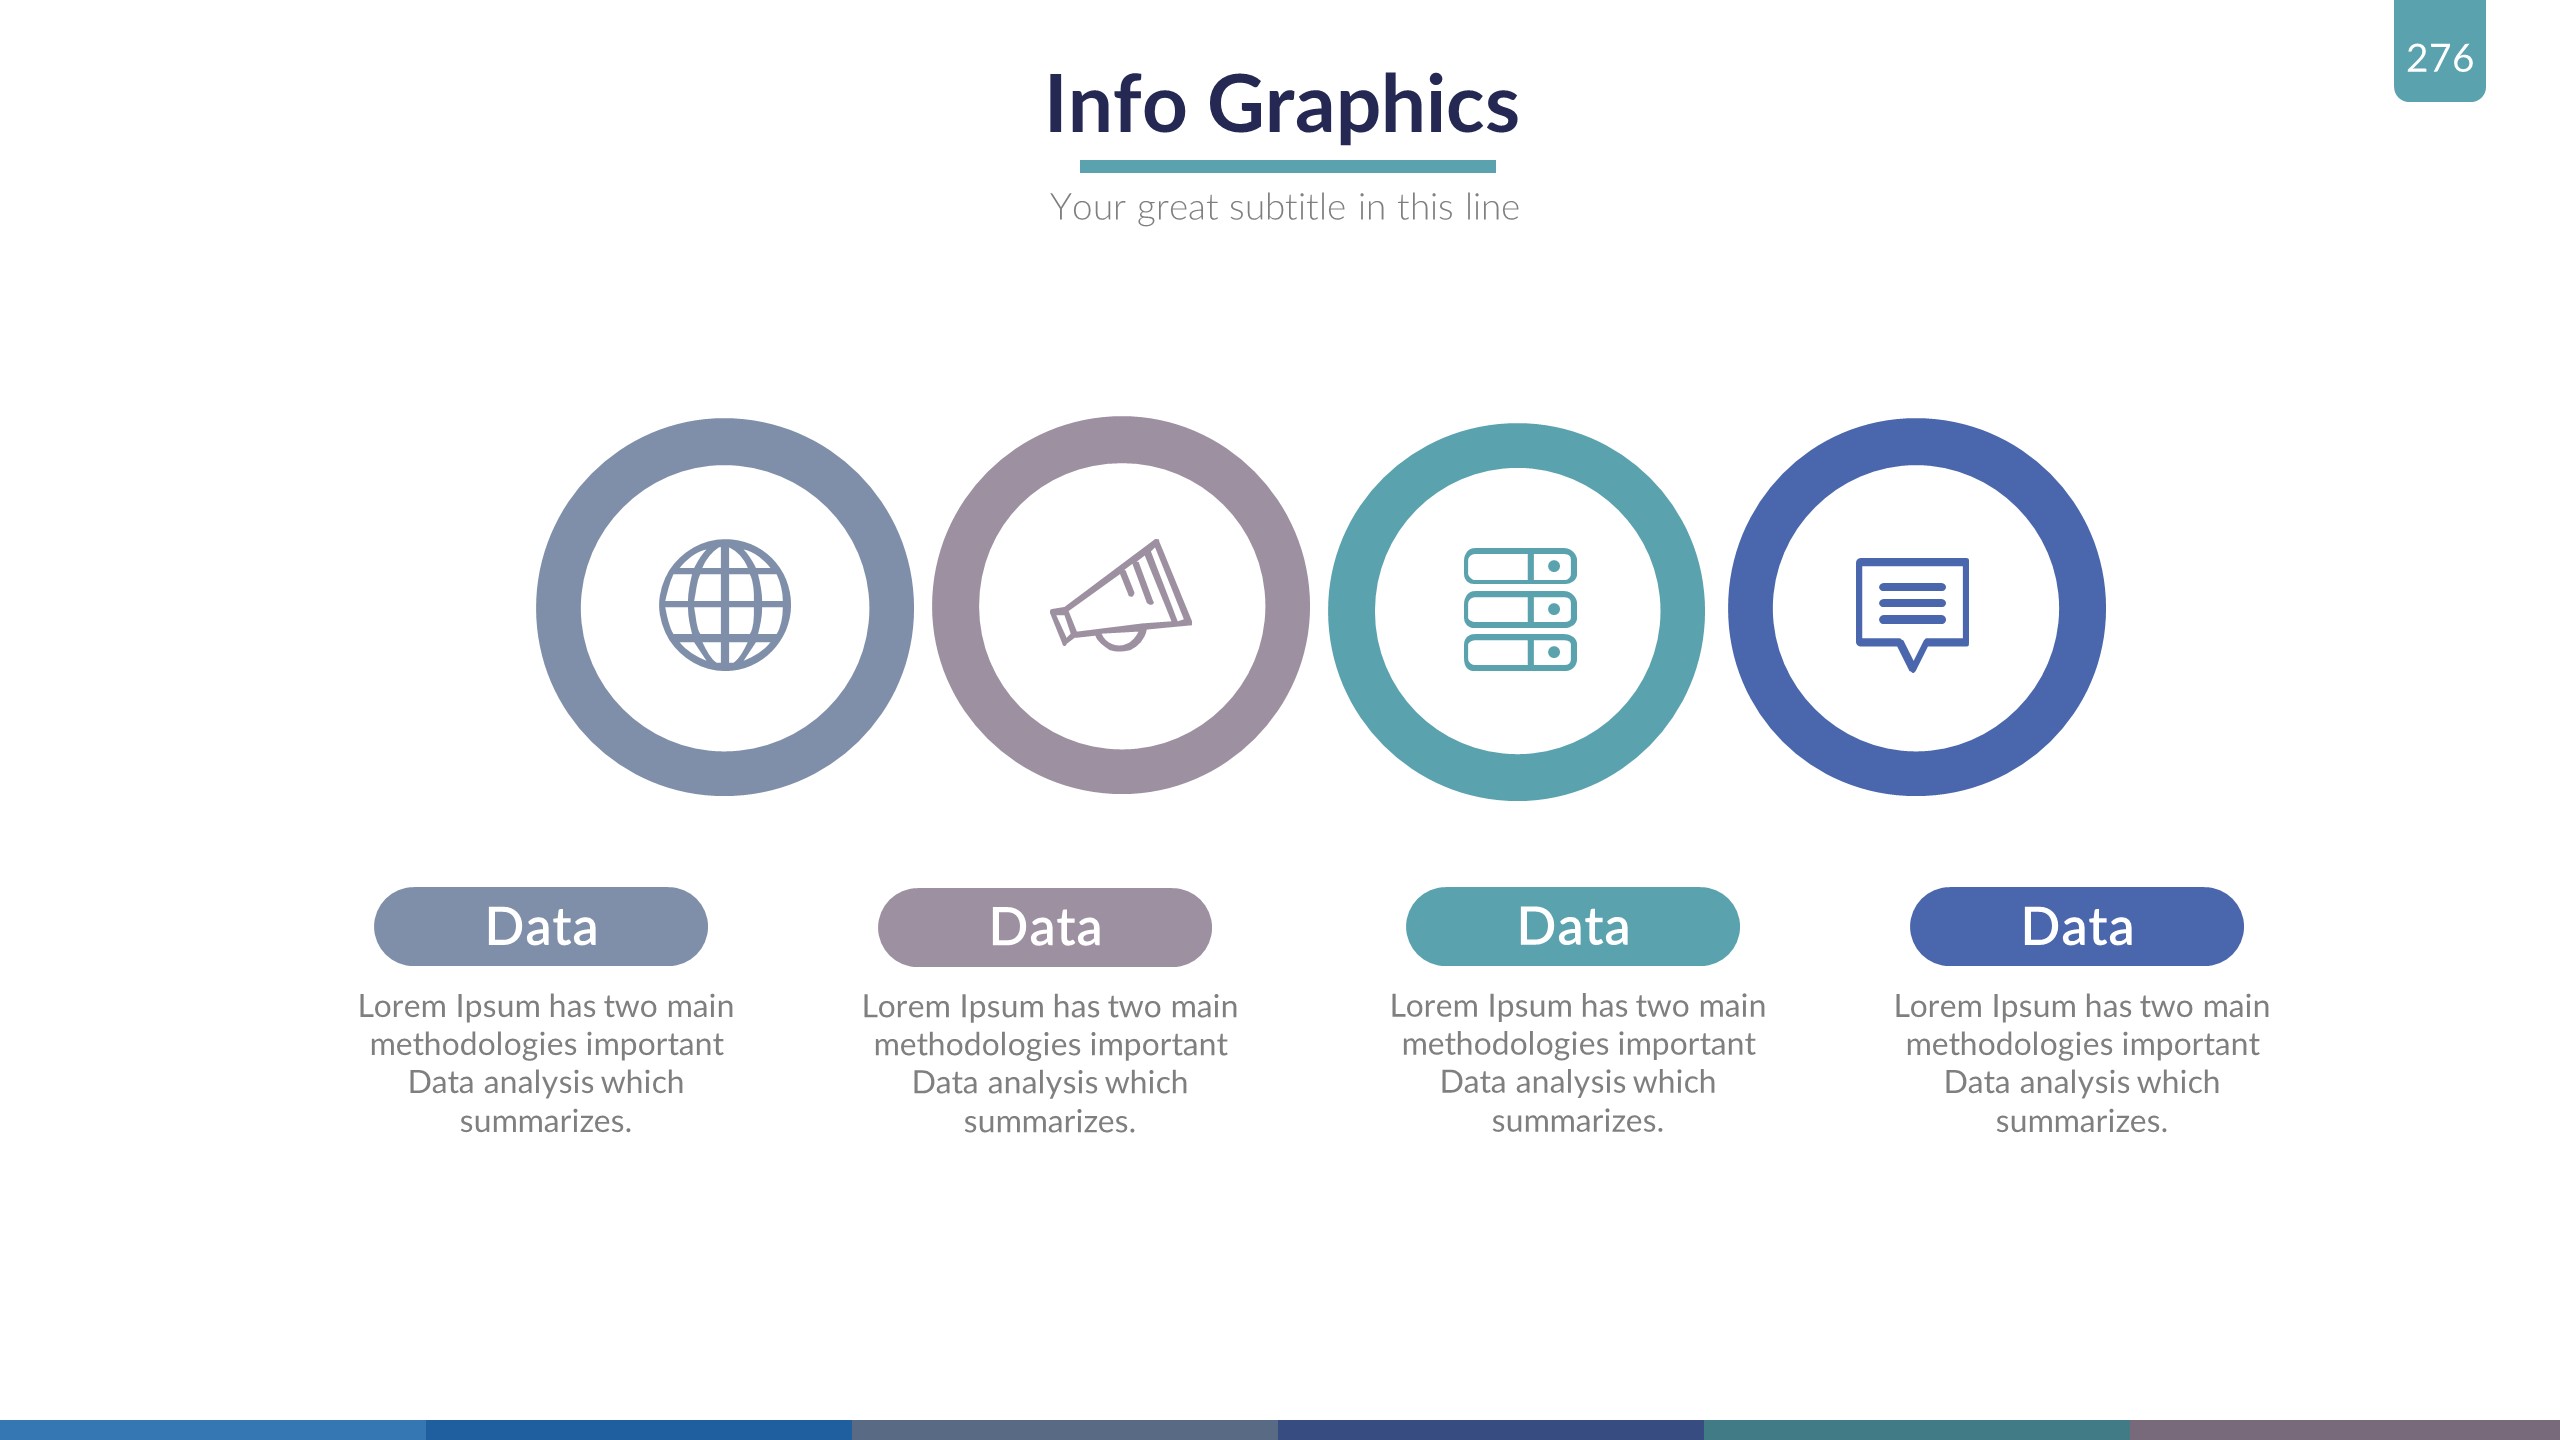 276
Info Graphics
Your great subtitle in this line
Data
Lorem Ipsum has two main
methodologies important
Data analysis which
summarizes.
Data
Lorem Ipsum has two main
methodologies important
Data analysis which
summarizes.
Data
Lorem Ipsum has two main
methodologies important
Data analysis which
summarizes.
Data
Lorem Ipsum has two main
methodologies important
Data analysis which
summarizes.